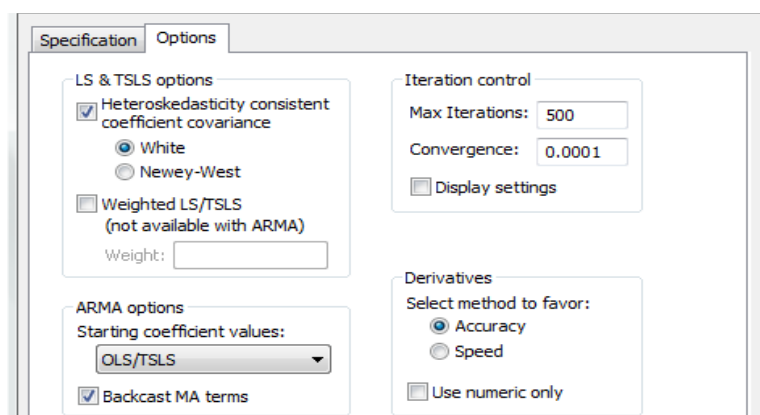 Specification
Options
LS & TSLS options
Heteroskedasticity consistent
coefficient covariance
White
Newey-West
Weighted LS/TSLS
(not available with ARMA)
Weight:
ARMA options
Starting coefficient values:
OLS/TSLS
Backcast MA terms
Iteration control
Max Iterations: 500
Convergence: 0.0001
Display settings
Derivatives
Select method to favor:
Accuracy
Speed
Use numeric only